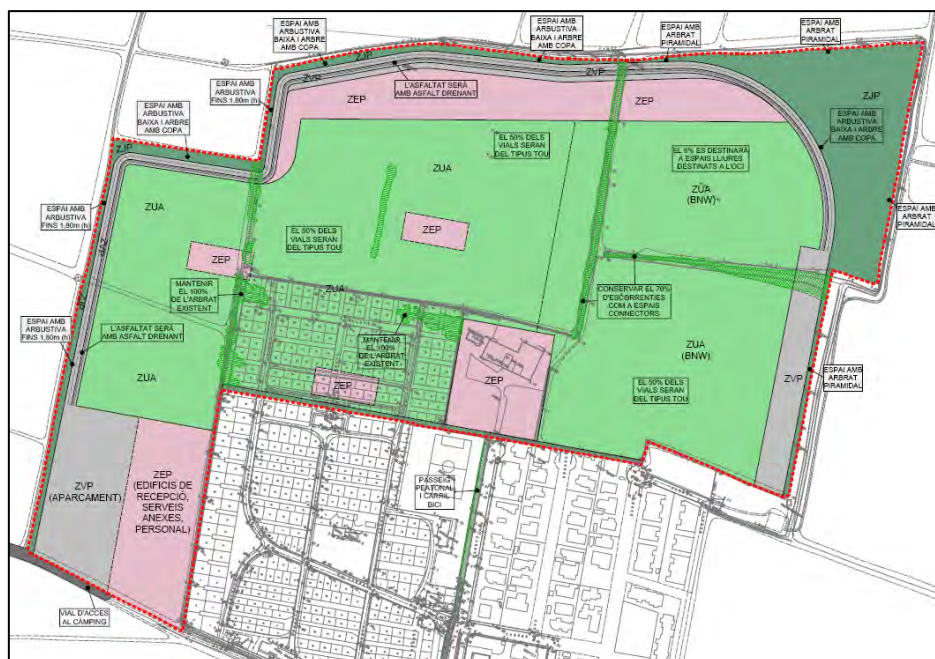 ESPAI AMB
ARBUSTIVA
BAIXA I ARBRE
AMB COPA
ESPAI AMB
ARBUSTIVA
BAIXA I ARBRE
AMB COPA
ESPAI AMB
ARBRAT
PIRAMIDAL
ESPAI AMB
ARBRAT
PIRAMIDAL
ZJP
ZVP
L'ASFALTAT SERÀ
AMB ASFALT DRENANT
ZVP
ESPAI AMB
ARBUSTIVA
FINS 1,80m (h)
ZEP
ZEP
ZJP
ESPAI AMB
ARBUSTIVA
BAIXA I ARBRE
AMB COPA
ESPAI AMB
ARBUSTIVA
BAIXA I ARBRE
AMB COPA
ZJP
EL 50% DELS
VIALS SERAN
DEL TIPUS TOU
ZUA
EL 6% ES DESTINARÀ
A ESPAIS LLIURES
DESTINATS A L'OCI
ZUA
(BNW)
ESPAI AMB
ARBUSTIVA
FINS 1,80m (h)
ZUA
ESPAI AMB
ARBRAT
PIRAMIDAL
ZVP
EL 50% DELS
VIALS SERAN
DEL TIPUS TOU
ZEP
ZEP
MANTENIR
EL 100%
DE L'ARBRAT
EXISTENT
ZUA
CONSERVAR EL 70%
D'ESCORRENTIES
COM A ESPAIS
CONNECTORS
ESPAI AMB
ARBUSTIVA
FINS 1,80m (h)
L'ASFALTAT SERÀ
AMB ASFALT DRENANT
MANTENIR
EL 100%
DE L'ARBRAT
EXISTENT
ZUA
(BNW)
ZEP
ZEP
ZUA
EL 50% DELS
VIALS SERAN
DEL TIPUS TOU
ZVP
ESPAI AMB
ARBRAT
PIRAMIDAL
ZVP
(APARCAMENT)
ZEP
(EDIFICIS DE
RECEPCIÓ,
SERVEIS
ANEXES,
PERSONAL)
PASSEIG
PEATONAL
I CARRIL
BICI
VIAL D'ACCES
AL CÀMPING